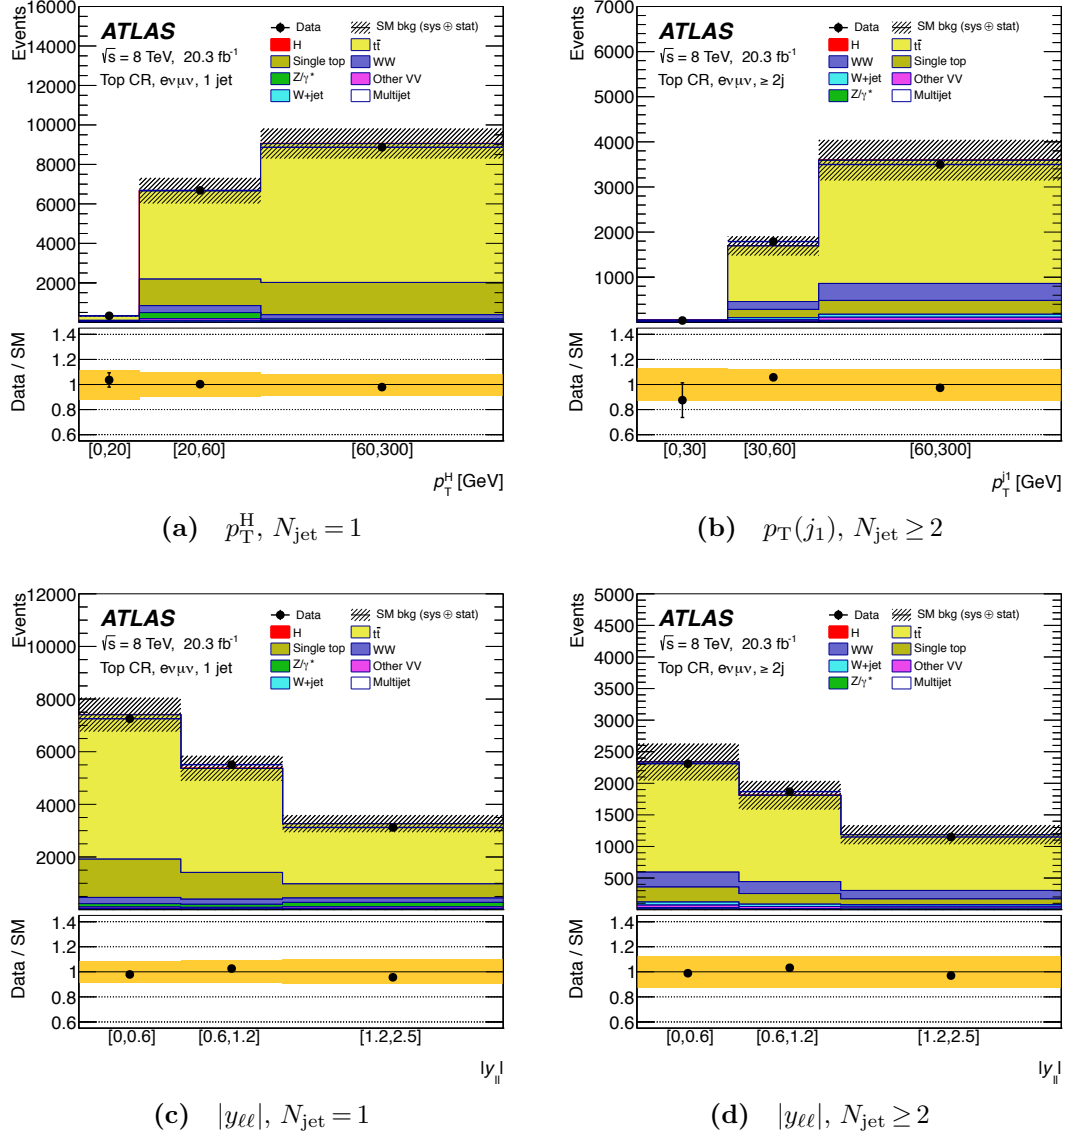 Events
16000
14000
12000
10000
8000
6000
4000
2000
ATLAS
√s = 8 TeV, 20.3 fb⁻¹
Top CR, eνμν, 1 jet
Data
SM bkg (sys ⊕ stat)
H
tt̄
Single top
WW
Z/γ*
Other VV
W+jet
Multijet
Data / SM
1.4
1.2
1
0.8
0.6
[0,20] [20,60] [60,300]
p_T^H [GeV]
(a) p_T^H, N_jet = 1
Events
7000
6000
5000
4000
3000
2000
1000
ATLAS
√s = 8 TeV, 20.3 fb⁻¹
Top CR, eνμν, ≥ 2j
Data
SM bkg (sys ⊕ stat)
H
tt̄
WW
Single top
W+jet
Other VV
Z/γ*
Multijet
Data / SM
1.4
1.2
1
0.8
0.6
[0,30] [30,60] [60,300]
p_T^j1 [GeV]
(b) p_T(j_1), N_jet ≥ 2
Events
12000
10000
8000
6000
4000
2000
ATLAS
√s = 8 TeV, 20.3 fb⁻¹
Top CR, eνμν, 1 jet
Data
SM bkg (sys ⊕ stat)
H
tt̄
Single top
WW
Z/γ*
Other VV
W+jet
Multijet
Data / SM
1.4
1.2
1
0.8
0.6
[0,0.6] [0.6,1.2] [1.2,2.5]
|y_ll|
(c) |y_ℓℓ|, N_jet = 1
Events
5000
4500
4000
3500
3000
2500
2000
1500
1000
500
ATLAS
√s = 8 TeV, 20.3 fb⁻¹
Top CR, eνμν, ≥ 2j
Data
SM bkg (sys ⊕ stat)
H
tt̄
WW
Single top
W+jet
Other VV
Z/γ*
Multijet
Data / SM
1.4
1.2
1
0.8
0.6
[0,0.6] [0.6,1.2] [1.2,2.5]
|y_ll|
(d) |y_ℓℓ|, N_jet ≥ 2